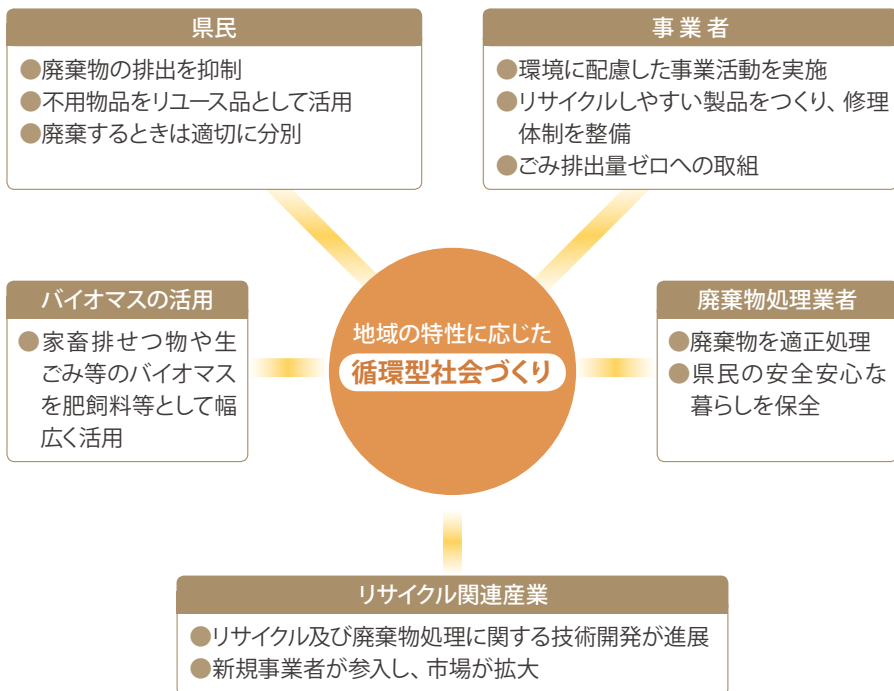 県民
●廃棄物の排出を抑制
●不用物品をリユース品として活用
●廃棄するときは適切に分別
事業者
●環境に配慮した事業活動を実施
●リサイクルしやすい製品をつくり、修理
体制を整備
●ごみ排出量ゼロへの取組
バイオマスの活用
●家畜排せつ物や生
ごみ等のバイオマス
を肥飼料等として幅
広く活用
地域の特性に応じた
循環型社会づくり
廃棄物処理業者
●廃棄物を適正処理
●県民の安全安心な
暮らしを保全
リサイクル関連産業
●リサイクル及び廃棄物処理に関する技術開発が進展
●新規事業者が参入し、市場が拡大